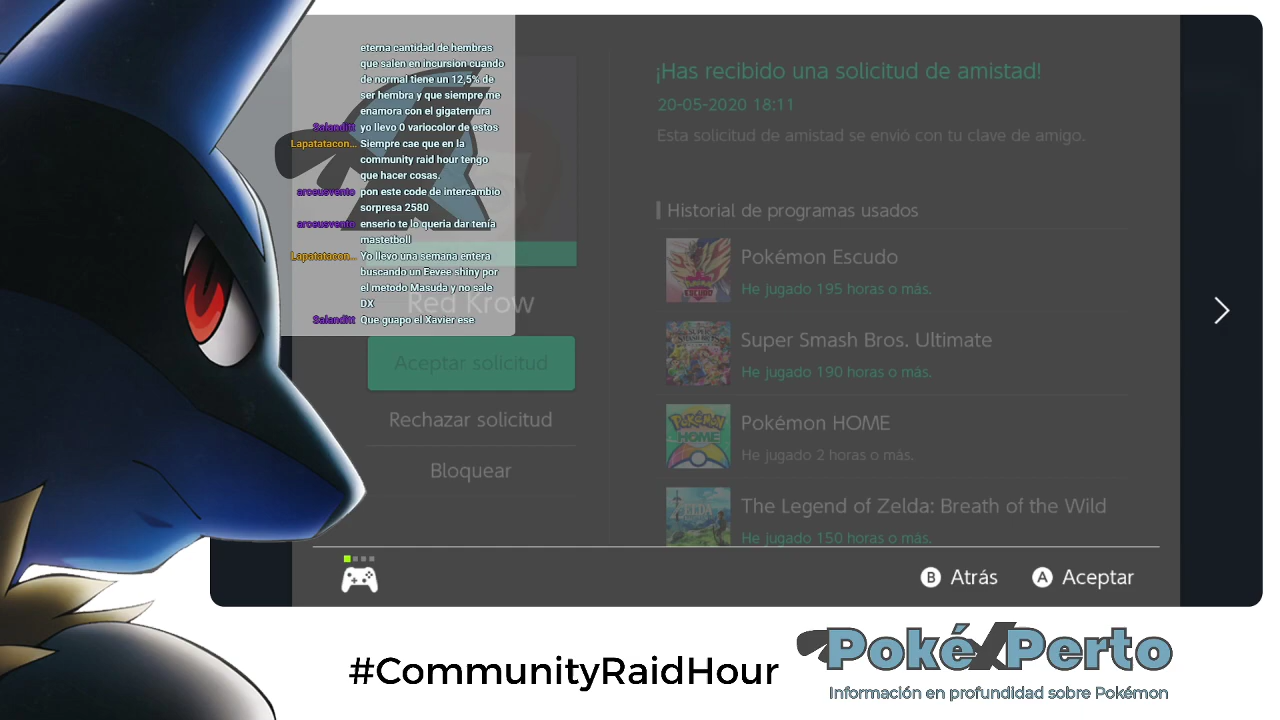 eterna cantidad de hembras
que salen en incursion cuando
de normal tiene un 12,5% de
ser hembra y que siempre me
enamora con el gigaternura
Salanditt yo llevo 0 variocolor de estos
Lapatatacon... Siempre cae que en la
community raid hour tengo
que hacer cosas.
arceusvento pon este code de intercambio
sorpresa 2580
arceusvento enserio te lo queria dar tenía
mastetboll
Lapatatacon... Yo llevo una semana entera
buscando un Eevee shiny por
el metodo Masuda y no sale
DX
Salanditt Que guapo el Xavier ese
Red Krow
Aceptar solicitud
Rechazar solicitud
Bloquear
¡Has recibido una solicitud de amistad!
20-05-2020 18:11
Esta solicitud de amistad se envió con tu clave de amigo.
Historial de programas usados
Pokémon Escudo
He jugado 195 horas o más.
Super Smash Bros. Ultimate
He jugado 190 horas o más.
Pokémon HOME
He jugado 2 horas o más.
The Legend of Zelda: Breath of the Wild
He jugado 150 horas o más.
B Atrás A Aceptar
#CommunityRaidHour
PokéXPerto
Información en profundidad sobre Pokémon